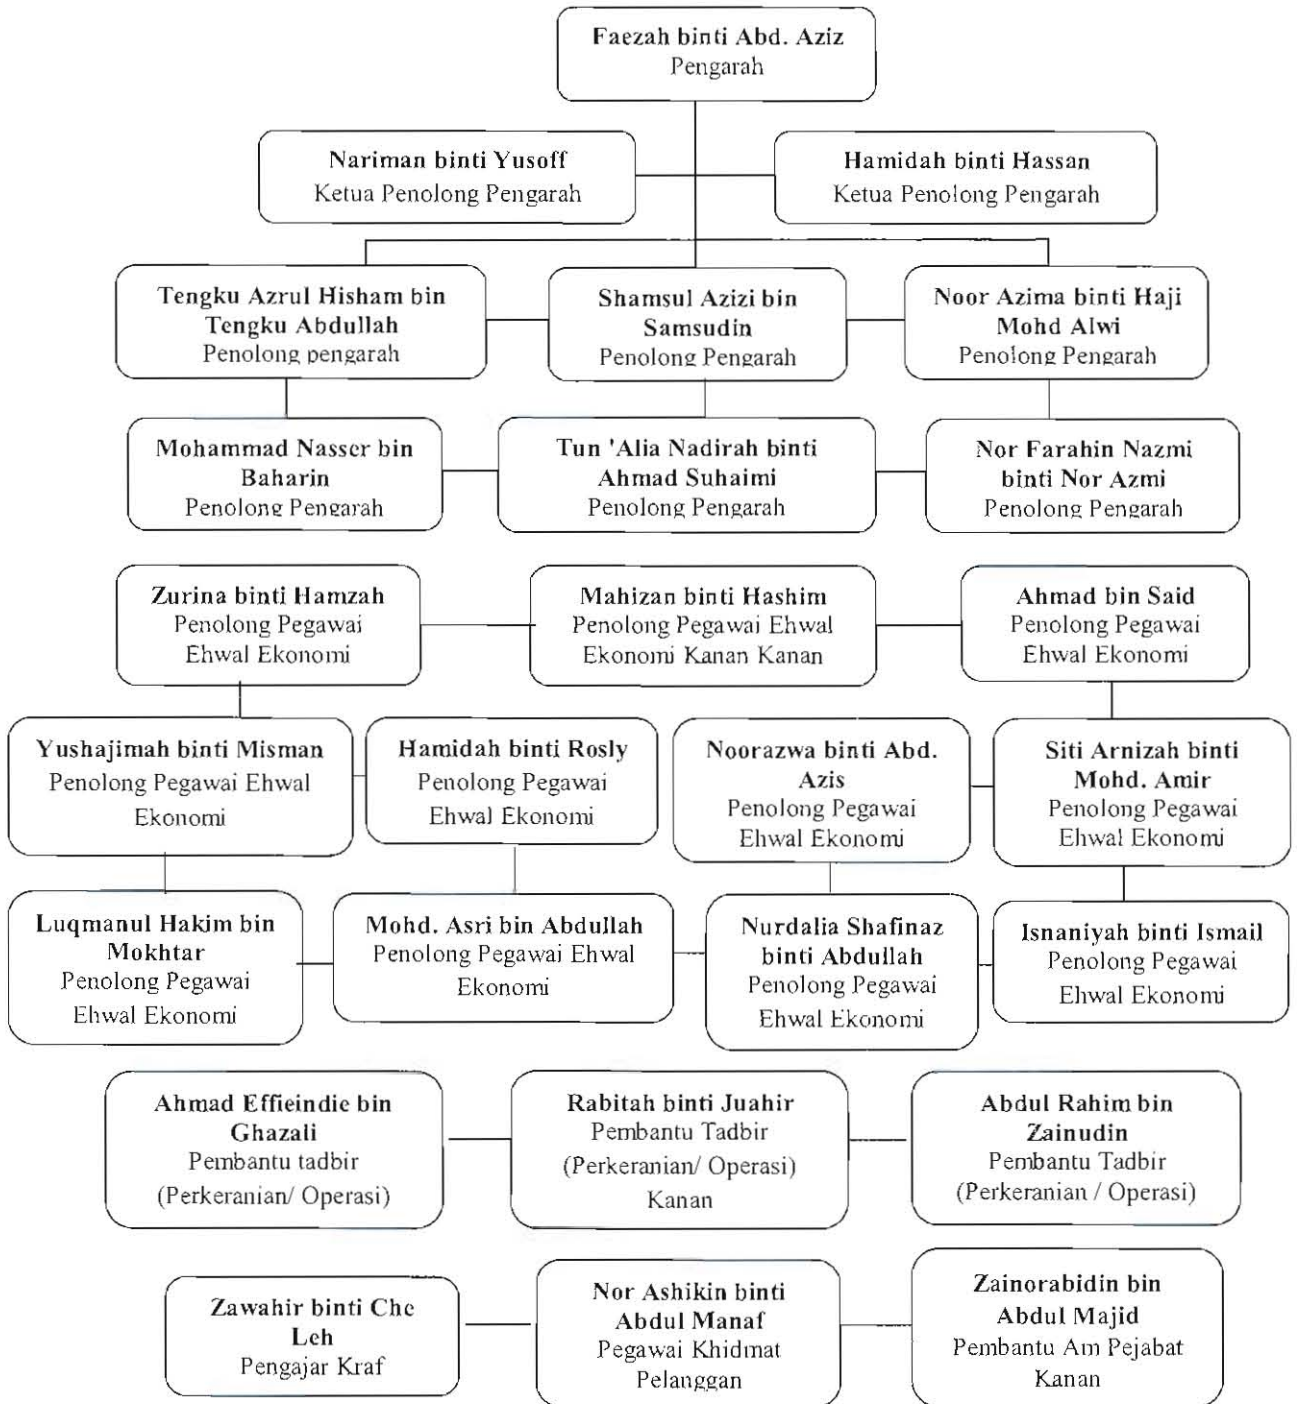 Faezah binti Abd. Aziz
Pengarah
Nariman binti Yusoff
Ketua Penolong Pengarah
Hamidah binti Hassan
Ketua Penolong Pengarah
Tengku Azrul Hisham bin
Tengku Abdullah
Penolong pengarah
Shamsul Azizi bin
Samsudin
Penolong Pengarah
Noor Azima binti Haji
Mohd Alwi
Penolong Pengarah
Mohammad Nasser bin
Baharin
Penolong Pengarah
Tun 'Alia Nadirah binti
Ahmad Suhaimi
Penolong Pengarah
Nor Farahin Nazmi
binti Nor Azmi
Penolong Pengarah
Zurina binti Hamzah
Penolong Pegawai
Ehwal Ekonomi
Mahizan binti Hashim
Penolong Pegawai Ehwal
Ekonomi Kanan Kanan
Ahmad bin Said
Penolong Pegawai
Ehwal Ekonomi
Yushajimah binti Misman
Penolong Pegawai Ehwal
Ekonomi
Hamidah binti Rosly
Penolong Pegawai
Ehwal Ekonomi
Noorazwa binti Abd.
Azis
Penolong Pegawai
Ehwal Ekonomi
Siti Arnizah binti
Mohd. Amir
Penolong Pegawai
Ehwal Ekonomi
Luqmanul Hakim bin
Mokhtar
Penolong Pegawai
Ehwal Ekonomi
Mohd. Asri bin Abdullah
Penolong Pegawai Ehwal
Ekonomi
Nurdalia Shafinaz
binti Abdullah
Penolong Pegawai
Ehwal Ekonomi
Isnaniyah binti Ismail
Penolong Pegawai
Ehwal Ekonomi
Ahmad Effieindie bin
Ghazali
Pembantu tadbir
(Perkeranian/ Operasi)
Rabitah binti Juahir
Pembantu Tadbir
(Perkeranian/ Operasi)
Kanan
Abdul Rahim bin
Zainudin
Pembantu Tadbir
(Perkeranian / Operasi)
Zawahir binti Che
Leh
Pengajar Kraf
Nor Ashikin binti
Abdul Manaf
Pegawai Khidmat
Pelanggan
Zainorabidin bin
Abdul Majid
Pembantu Am Pejabat
Kanan